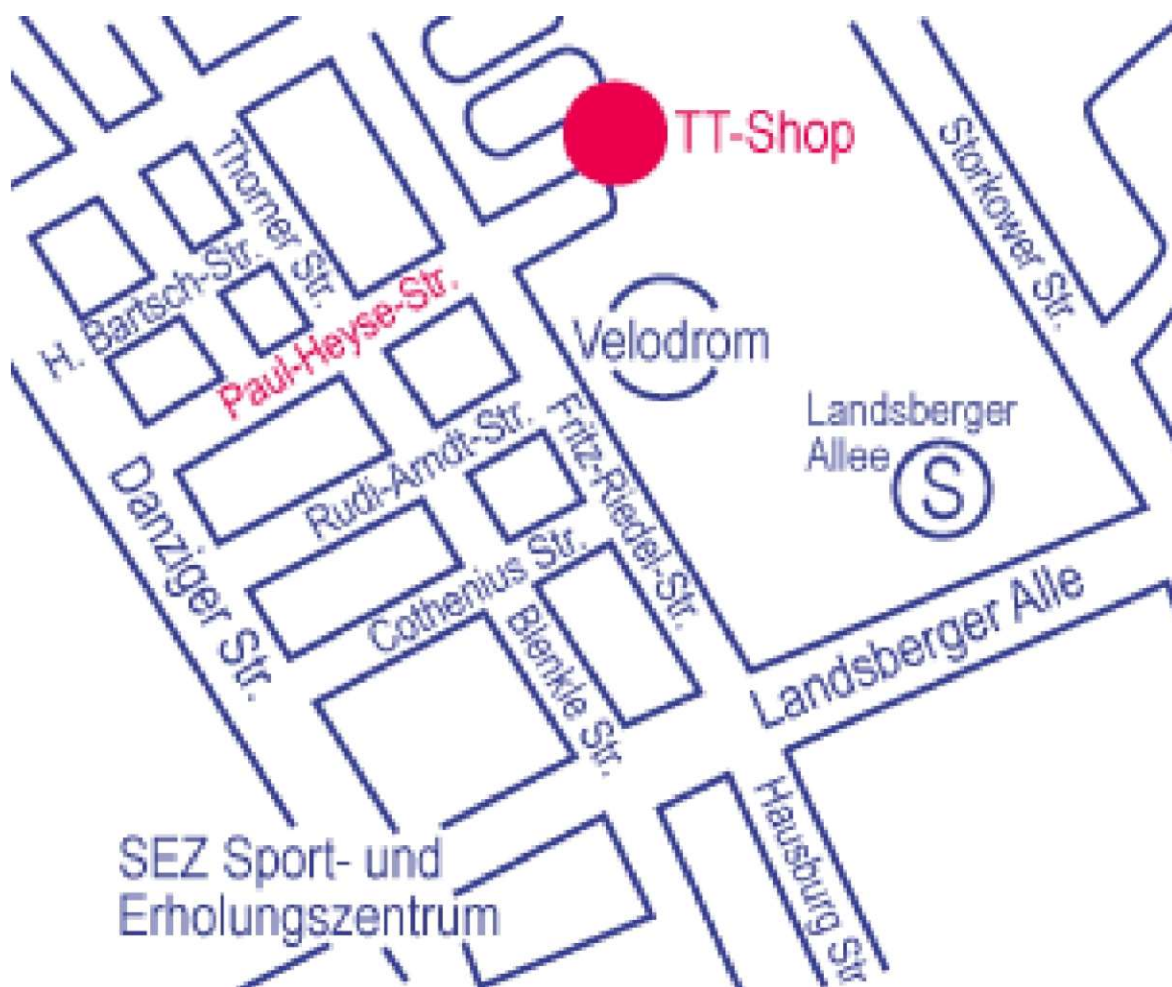 TT-Shop
Thorner Str.
Storkower Str.
H. Bartsch-Str.
Paul-Heyse-Str.
Velodrom
Landsberger
Allee
S
Rudi-Arndt-Str.
Fritz-Riedel-Str.
Danziger Str.
Cothenius Str.
Blenkle Str.
Landsberger Alle
Hausburg Str
SEZ Sport- und
Erholungszentrum